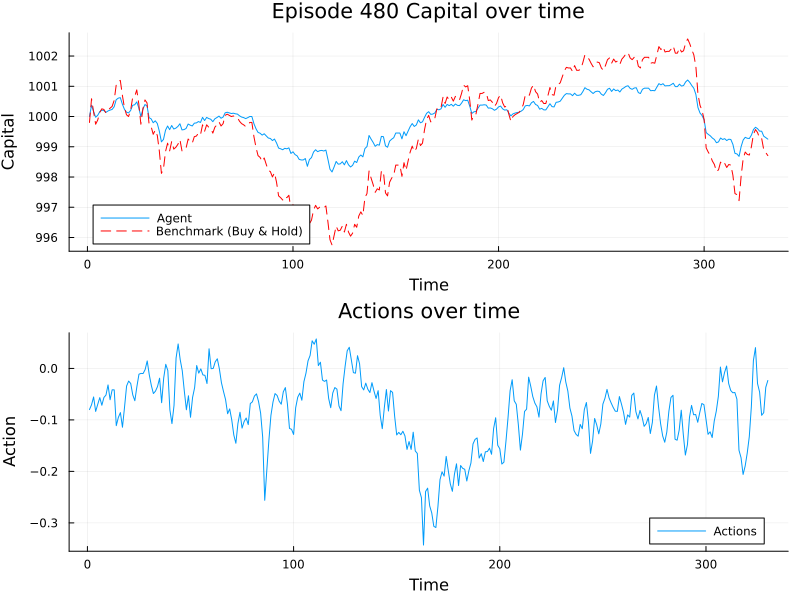 Episode 480 Capital over time
1002
1001
1000
999
998
997
996
Capital
Agent
Benchmark (Buy & Hold)
0
100
200
300
Time
Actions over time
0.0
−0.1
−0.2
−0.3
Action
Actions
0
100
200
300
Time